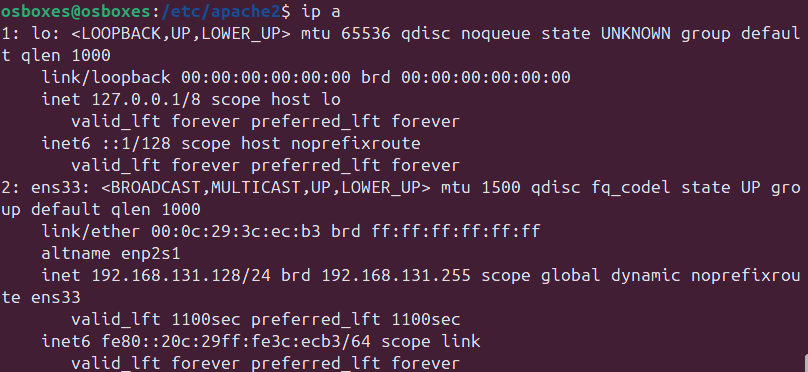 osboxes@osboxes:/etc/apache2$ ip a
1: lo: <LOOPBACK,UP,LOWER_UP> mtu 65536 qdisc noqueue state UNKNOWN group defaul
t qlen 1000
    link/loopback 00:00:00:00:00:00 brd 00:00:00:00:00:00
    inet 127.0.0.1/8 scope host lo
       valid_lft forever preferred_lft forever
    inet6 ::1/128 scope host noprefixroute
       valid_lft forever preferred_lft forever
2: ens33: <BROADCAST,MULTICAST,UP,LOWER_UP> mtu 1500 qdisc fq_codel state UP gro
up default qlen 1000
    link/ether 00:0c:29:3c:ec:b3 brd ff:ff:ff:ff:ff:ff
    altname enp2s1
    inet 192.168.131.128/24 brd 192.168.131.255 scope global dynamic noprefixrou
te ens33
       valid_lft 1100sec preferred_lft 1100sec
    inet6 fe80::20c:29ff:fe3c:ecb3/64 scope link
       valid_lft forever preferred_lft forever